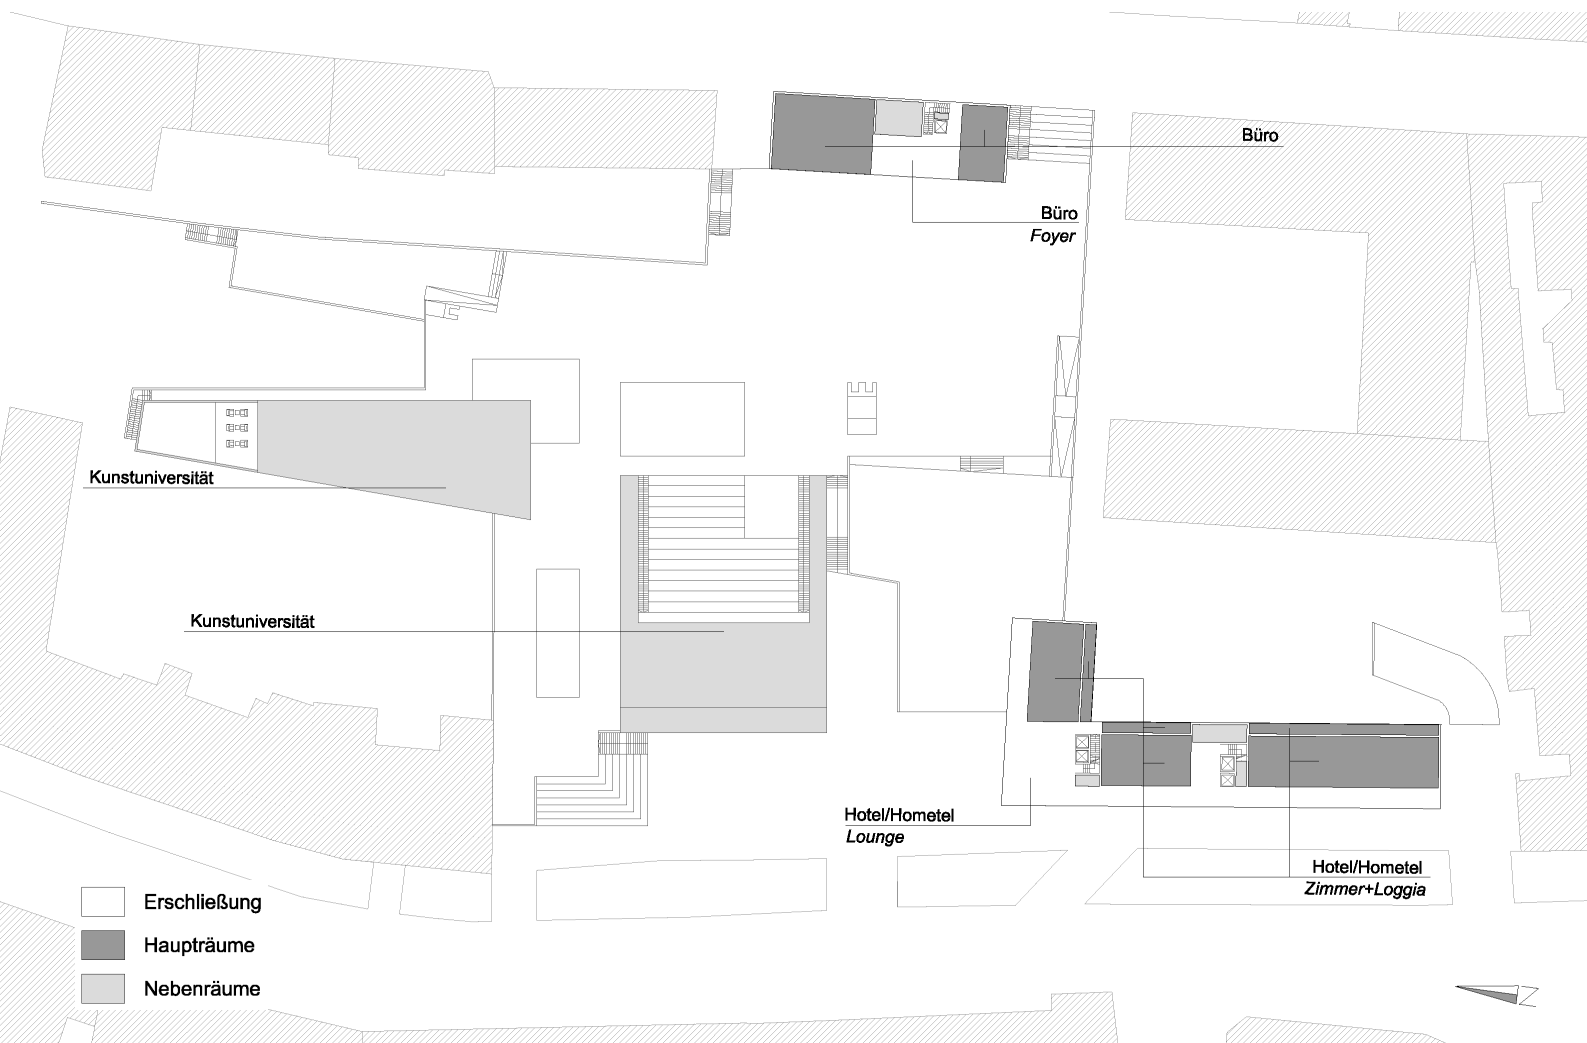 Büro
Büro
Foyer
Kunstuniversität
Kunstuniversität
Hotel/Hometel
Lounge
Hotel/Hometel
Zimmer+Loggia
Erschließung
Haupträume
Nebenräume
N